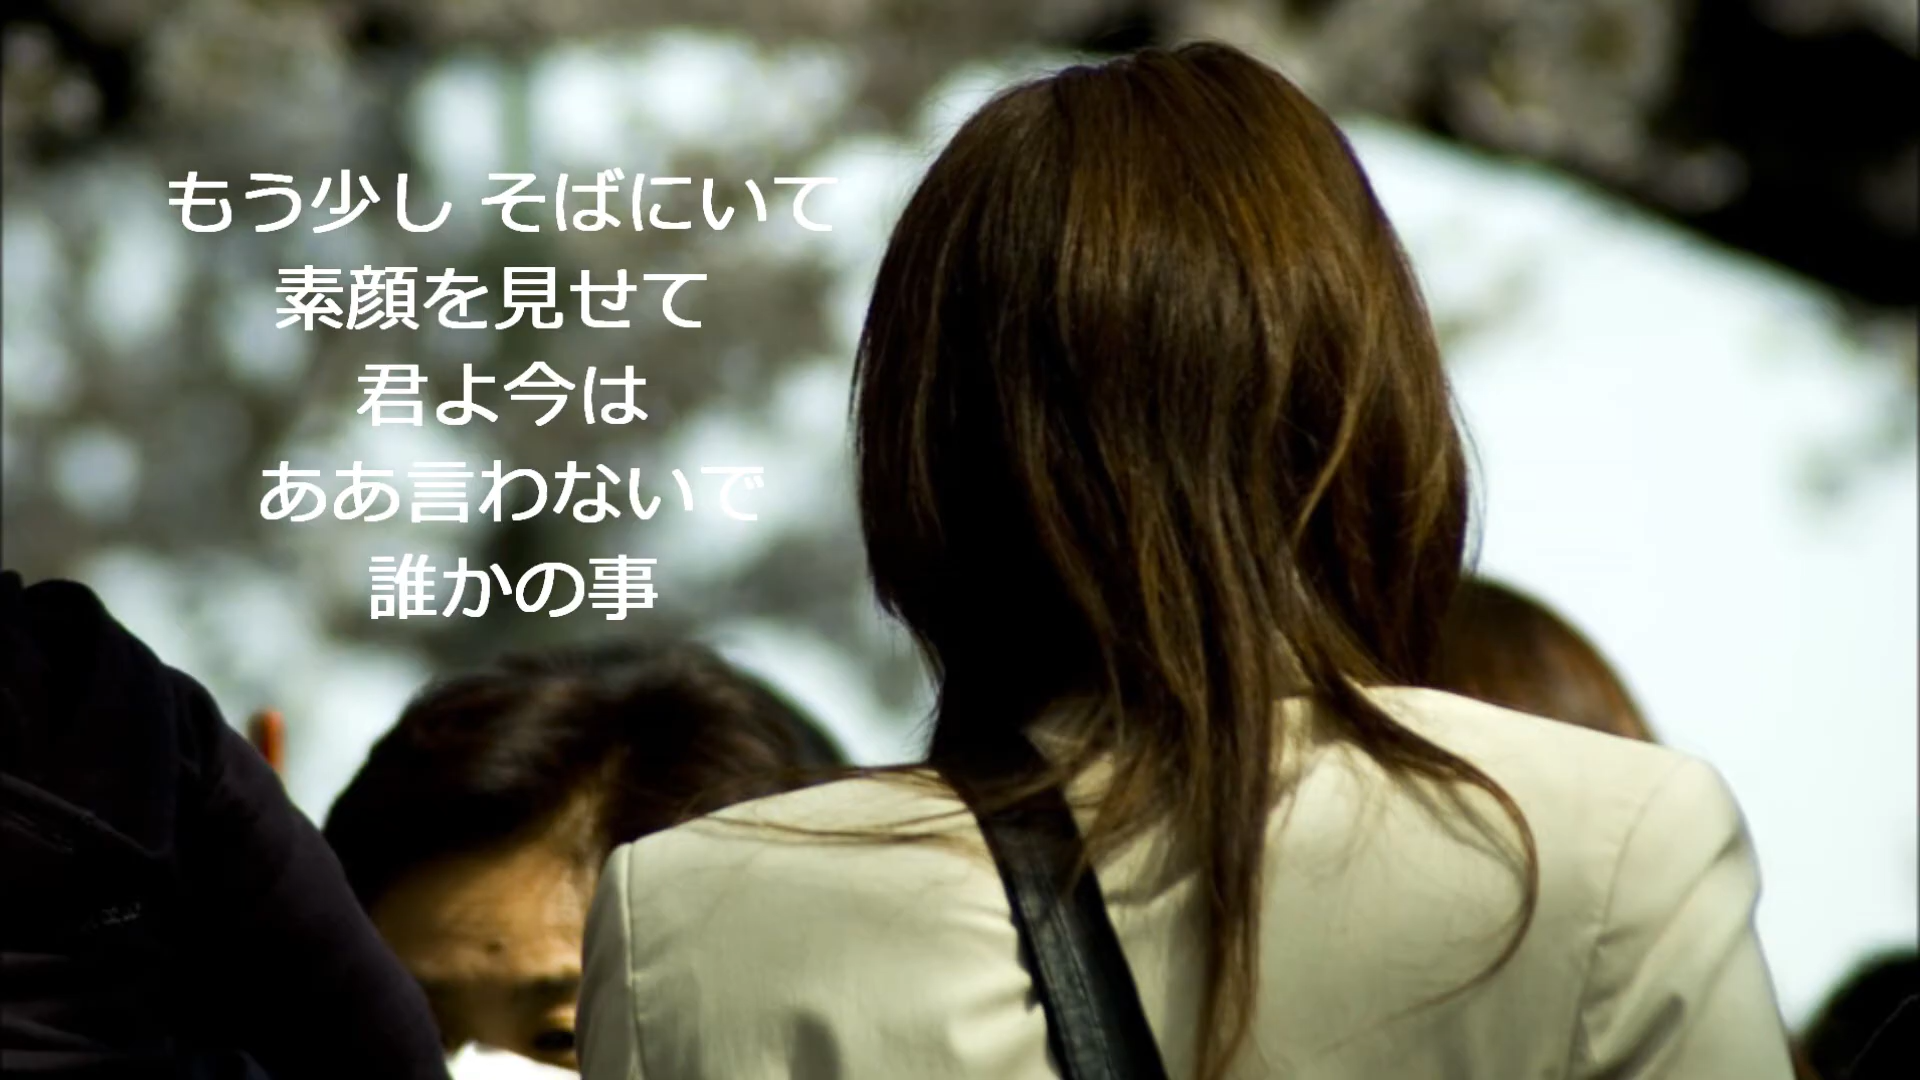 もう少し そばにいて
素顔を見せて
君よ今は
ああ言わないで
誰かの事